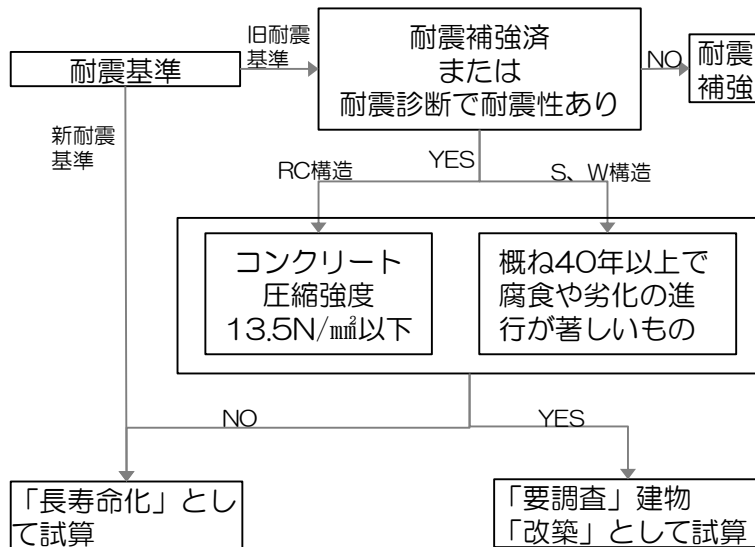 旧耐震
基準
耐震基準
耐震補強済
または
耐震診断で耐震性あり
NO
耐震
補強
新耐震
基準
YES
RC構造
S、W構造
コンクリート
圧縮強度
13.5N/㎟以下
概ね40年以上で
腐食や劣化の進
行が著しいもの
NO
YES
「長寿命化」とし
て試算
「要調査」建物
「改築」として試算